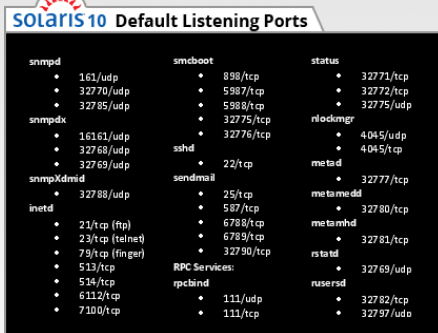 SOLARIS 10 Default Listening Ports
snmpd
161/udp
32770/udp
32785/udp
snmpdx
16161/udp
32768/udp
32769/udp
snmpXdmid
32788/udp
inetd
21/tcp (ftp)
23/tcp (telnet)
79/tcp (finger)
513/tcp
514/tcp
6112/tcp
7100/tcp
smcboot
898/tcp
5987/tcp
5988/tcp
32775/tcp
32776/tcp
sshd
22/tcp
sendmail
25/tcp
587/tcp
6788/tcp
6789/tcp
32790/tcp
RPC Services:
rpcbind
111/udp
111/tcp
status
32771/tcp
32772/tcp
32775/udp
nlockmgr
4045/udp
4045/tcp
metad
32777/tcp
metamedd
32780/tcp
metamhd
32781/tcp
rstatd
32769/udp
rusersd
32782/tcp
32797/udp